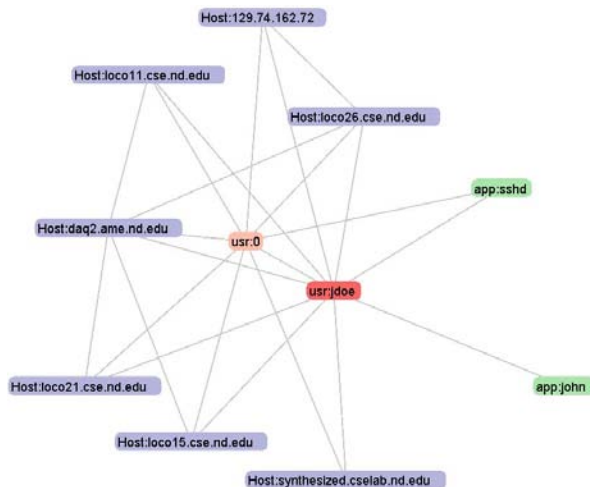 Host:129.74.162.72
Host:loco11.cse.nd.edu
Host:loco26.cse.nd.edu
app:sshd
Host:daq2.ame.nd.edu
usr:0
usr:jdoe
Host:loco21.cse.nd.edu
app:john
Host:loco15.cse.nd.edu
Host:synthesized.cselab.nd.edu